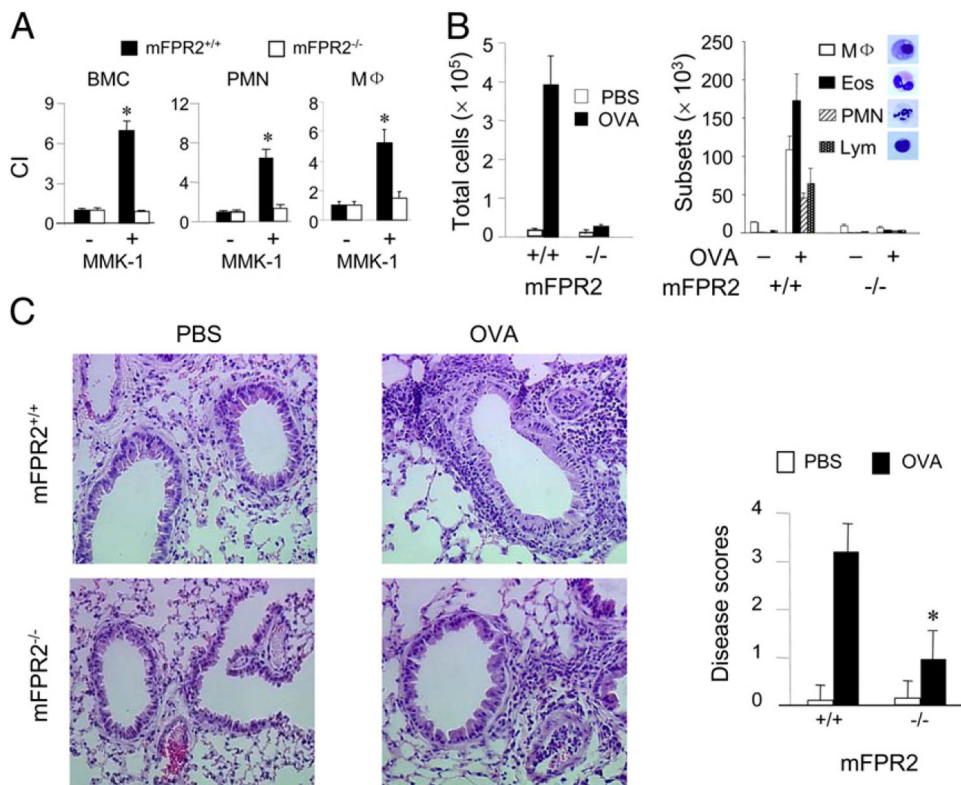 A
mFPR2+/+ mFPR2-/-
BMC PMN MΦ
CI
9
6
3
0
12
8
4
0
8
6
4
2
0
- + - + - +
MMK-1 MMK-1 MMK-1
B
Total cells (× 10⁵)
5
4
3
2
1
0
PBS
OVA
+/+ -/-
mFPR2
Subsets (× 10³)
250
200
150
100
50
0
MΦ
Eos
PMN
Lym
OVA – + – +
mFPR2 +/+ -/-
C
PBS OVA
mFPR2+/+
mFPR2-/-
PBS OVA
Disease scores
4
3
2
1
0
*
+/+ -/-
mFPR2